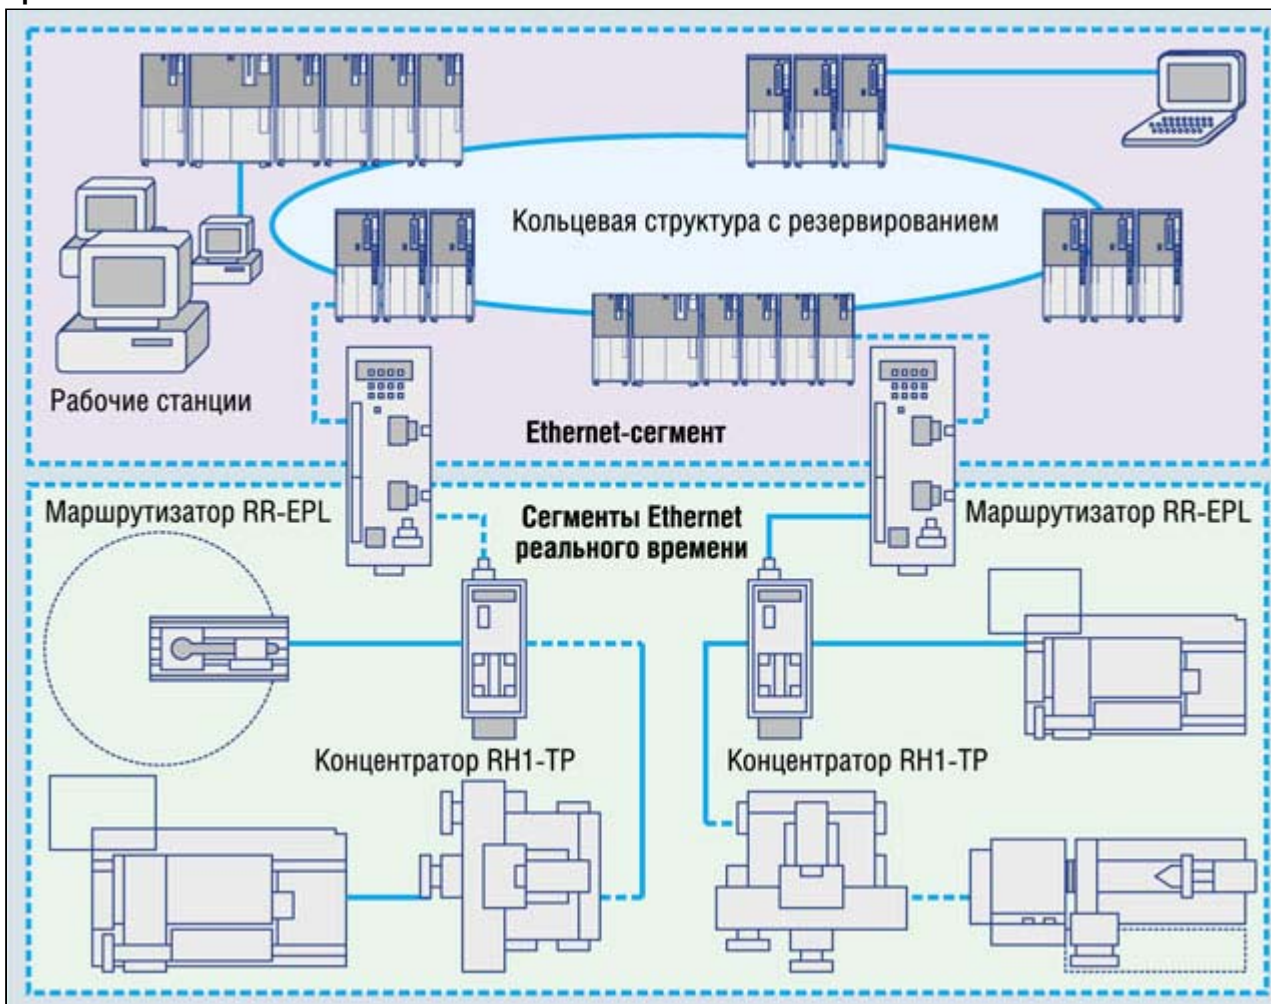 Кольцевая структура с резервированием
Рабочие станции
Ethernet-сегмент
Маршрутизатор RR-EPL
Сегменты Ethernet
реального времени
Маршрутизатор RR-EPL
Концентратор RH1-TP
Концентратор RH1-TP